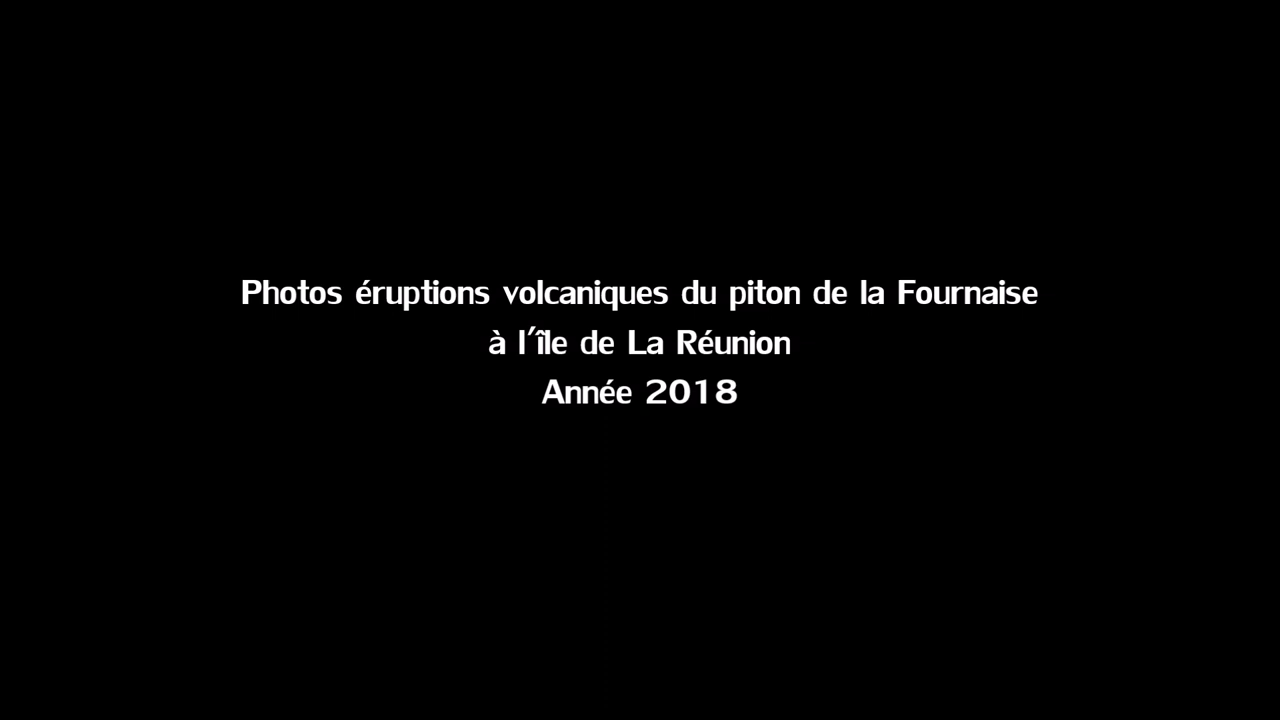 Photos éruptions volcaniques du piton de la Fournaise
à l'île de La Réunion
Année 2018